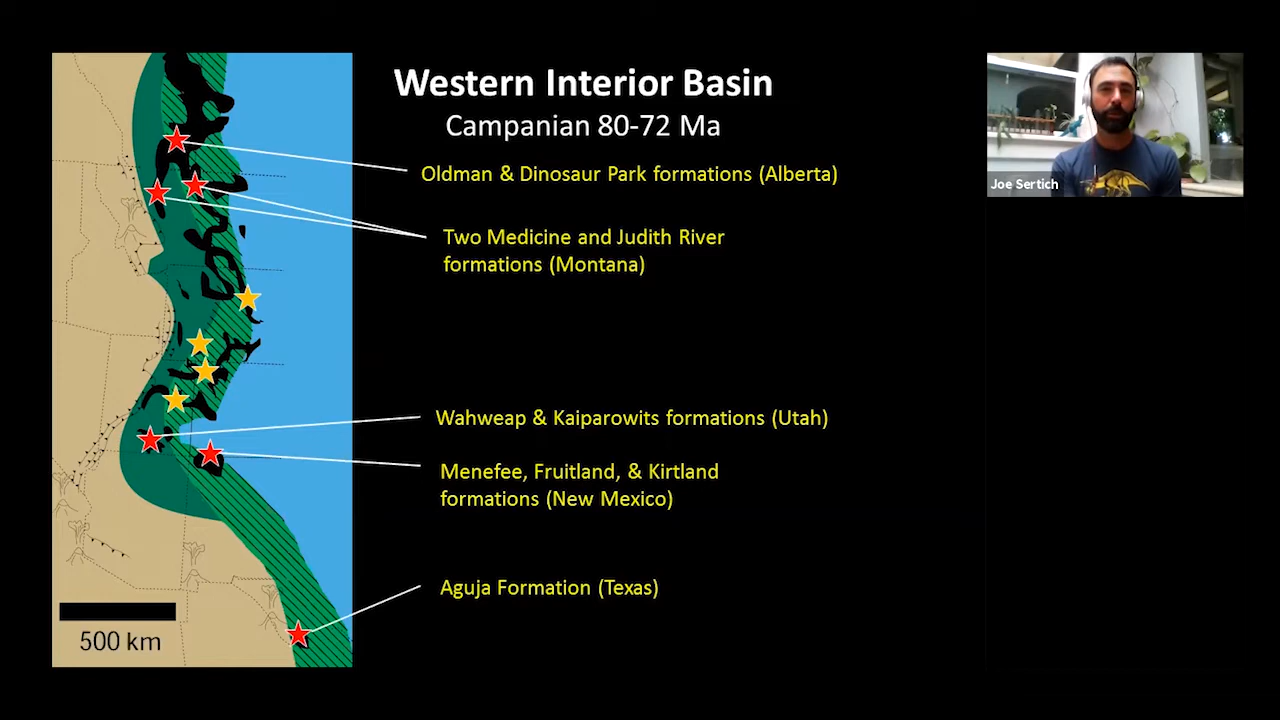 Western Interior Basin
Campanian 80-72 Ma
Oldman & Dinosaur Park formations (Alberta)
Two Medicine and Judith River
formations (Montana)
Wahweap & Kaiparowits formations (Utah)
Menefee, Fruitland, & Kirtland
formations (New Mexico)
Aguja Formation (Texas)
500 km
Joe Sertich